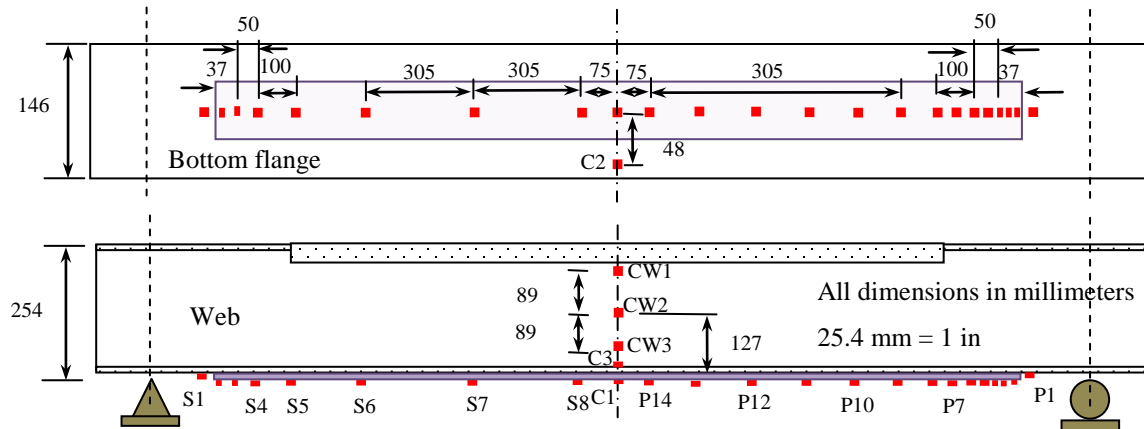 50
50
37
100
305
305
75
75
305
100
37
146
48
C2
Bottom flange
CW1
89
All dimensions in millimeters
254
CW2
Web
89
127
25.4 mm = 1 in
CW3
C3
S1
S4
S5
S6
S7
S8
C1
P14
P12
P10
P7
P1